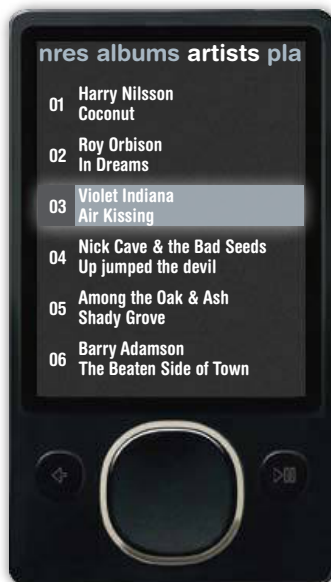 nres albums artists pla
01 Harry Nilsson
Coconut
02 Roy Orbison
In Dreams
03 Violet Indiana
Air Kissing
04 Nick Cave & the Bad Seeds
Up jumped the devil
05 Among the Oak & Ash
Shady Grove
06 Barry Adamson
The Beaten Side of Town